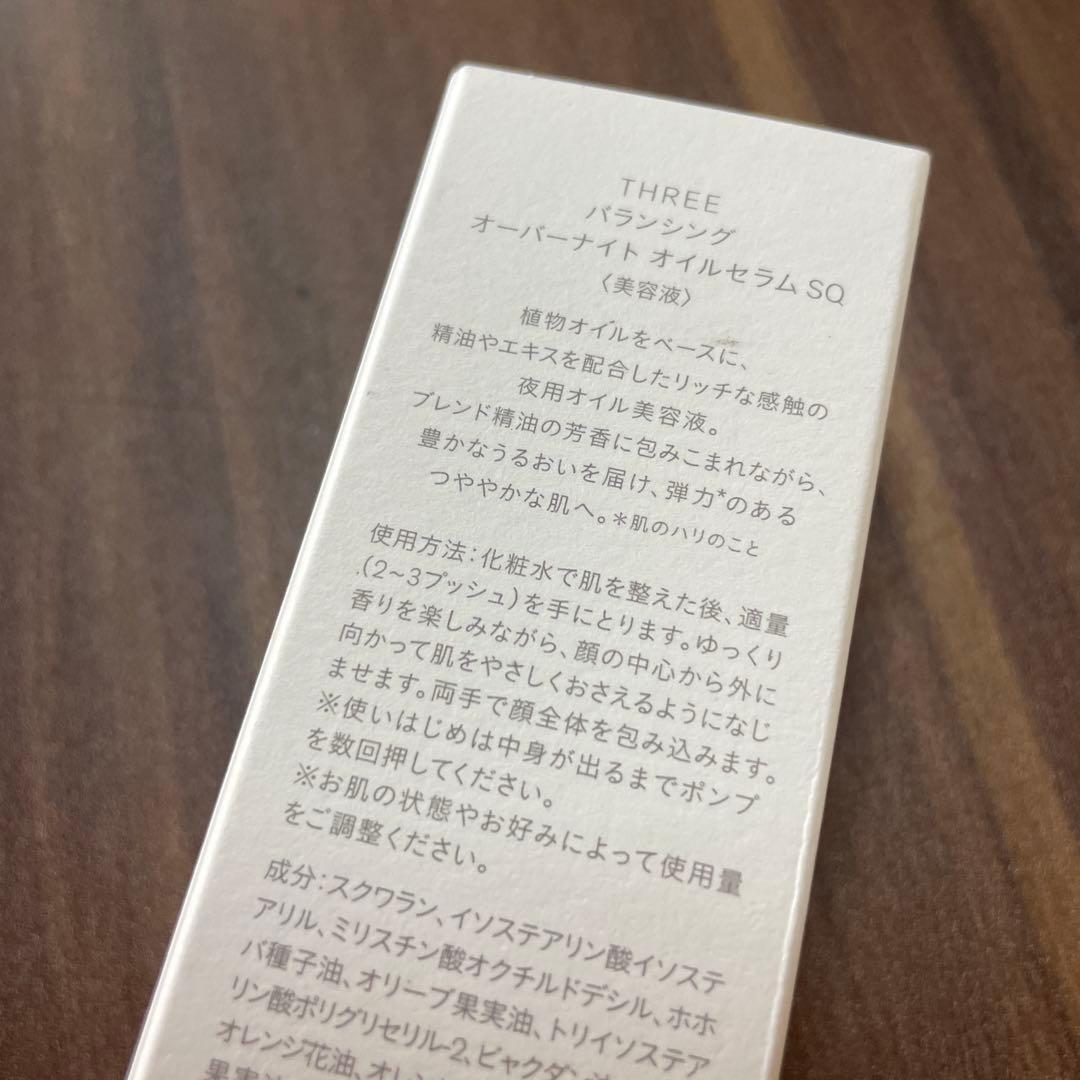 THREE
バランシング
オーバーナイト オイルセラム SQ
〈美容液〉
植物オイルをベースに、
精油やエキスを配合したリッチな感触の
夜用オイル美容液。
ブレンド精油の芳香に包みこまれながら、
豊かなうるおいを届け、弾力*のある
つややかな肌へ。*肌のハリのこと
使用方法:化粧水で肌を整えた後、適量
(2~3プッシュ)を手にとります。ゆっくり
香りを楽しみながら、顔の中心から外に
向かって肌をやさしくおさえるようになじ
ませます。両手で顔全体を包み込みます。
※使いはじめは中身が出るまでポンプ
を数回押してください。
※お肌の状態やお好みによって使用量
をご調整ください。
成分:スクワラン、イソステアリン酸イソステ
アリル、ミリスチン酸オクチルドデシル、ホホ
バ種子油、オリーブ果実油、トリイソステア
リン酸ポリグリセリル-2、ビャクダン
オレンジ花油、オレン
果実